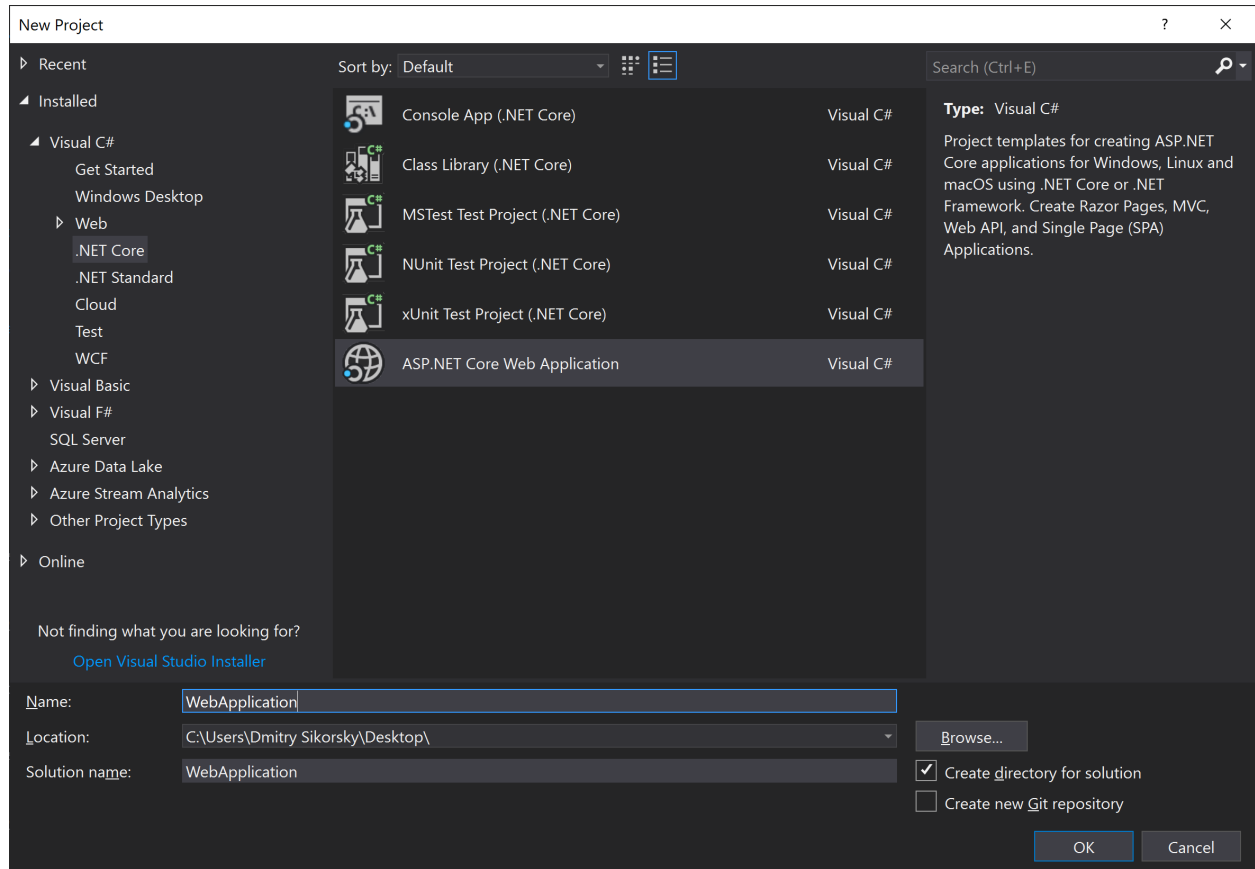 New Project
?
Recent
Installed
Visual C#
Get Started
Windows Desktop
Web
.NET Core
.NET Standard
Cloud
Test
WCF
Visual Basic
Visual F#
SQL Server
Azure Data Lake
Azure Stream Analytics
Other Project Types
Online
Not finding what you are looking for?
Open Visual Studio Installer
Sort by: Default
Console App (.NET Core) Visual C#
Class Library (.NET Core) Visual C#
MSTest Test Project (.NET Core) Visual C#
NUnit Test Project (.NET Core) Visual C#
xUnit Test Project (.NET Core) Visual C#
ASP.NET Core Web Application Visual C#
Search (Ctrl+E)
Type: Visual C#
Project templates for creating ASP.NET
Core applications for Windows, Linux and
macOS using .NET Core or .NET
Framework. Create Razor Pages, MVC,
Web API, and Single Page (SPA)
Applications.
Name: WebApplication
Location: C:\Users\Dmitry Sikorsky\Desktop\
Browse...
Solution name: WebApplication
Create directory for solution
Create new Git repository
OK Cancel